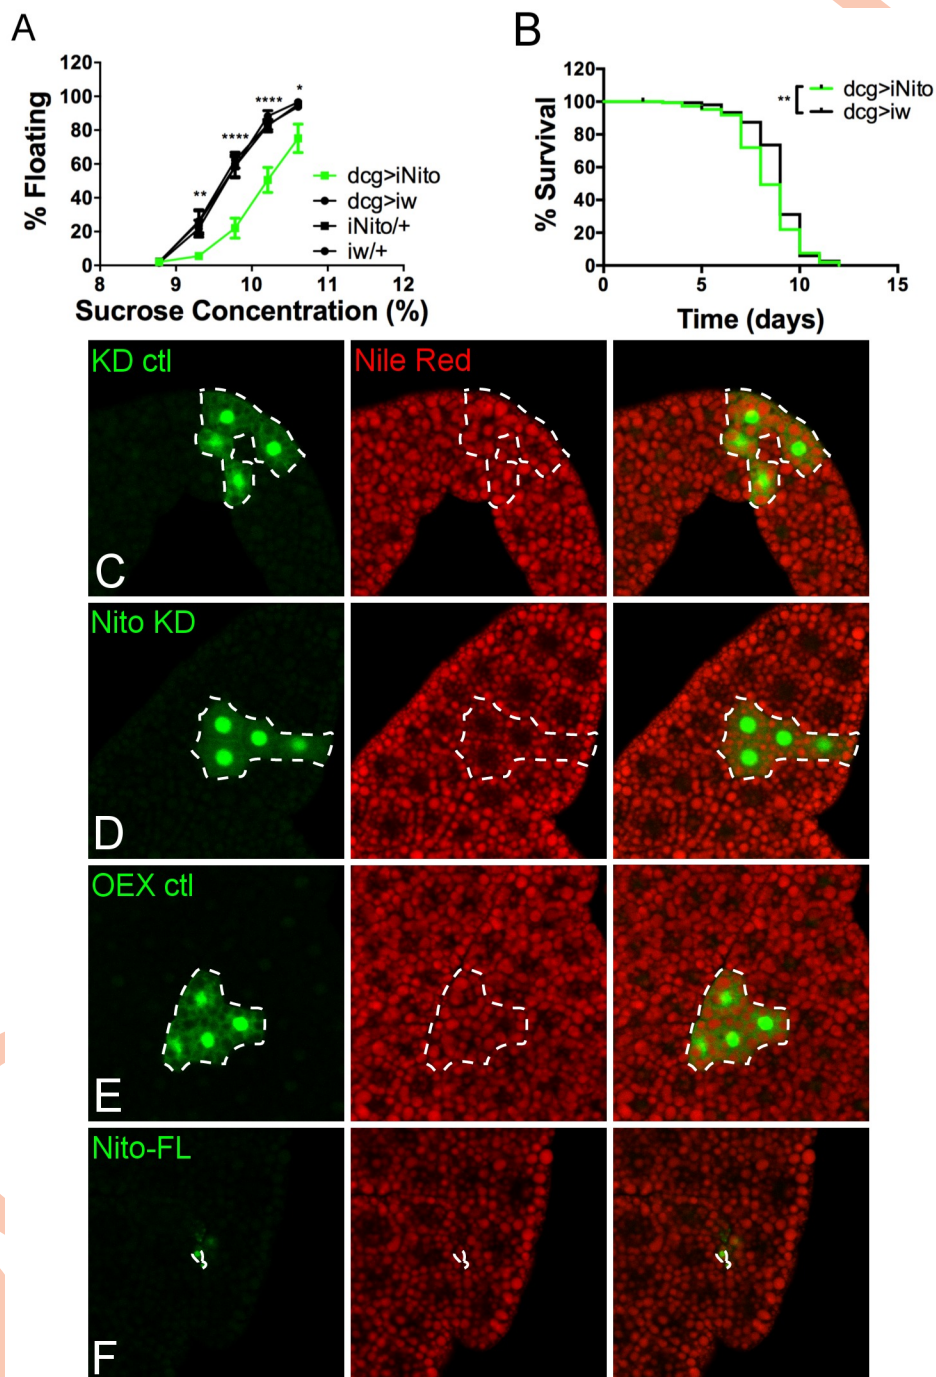 A
120
100
80
60
40
20
0
% Floating
**
****
****
*
dcg>iNito
dcg>iw
iNito/+
iw/+
8 9 10 11 12
Sucrose Concentration (%)
B
120
100
80
60
40
20
0
% Survival
**
dcg>iNito
dcg>iw
0 5 10 15
Time (days)
KD ctl
Nile Red
C
Nito KD
D
OEX ctl
E
Nito-FL
F